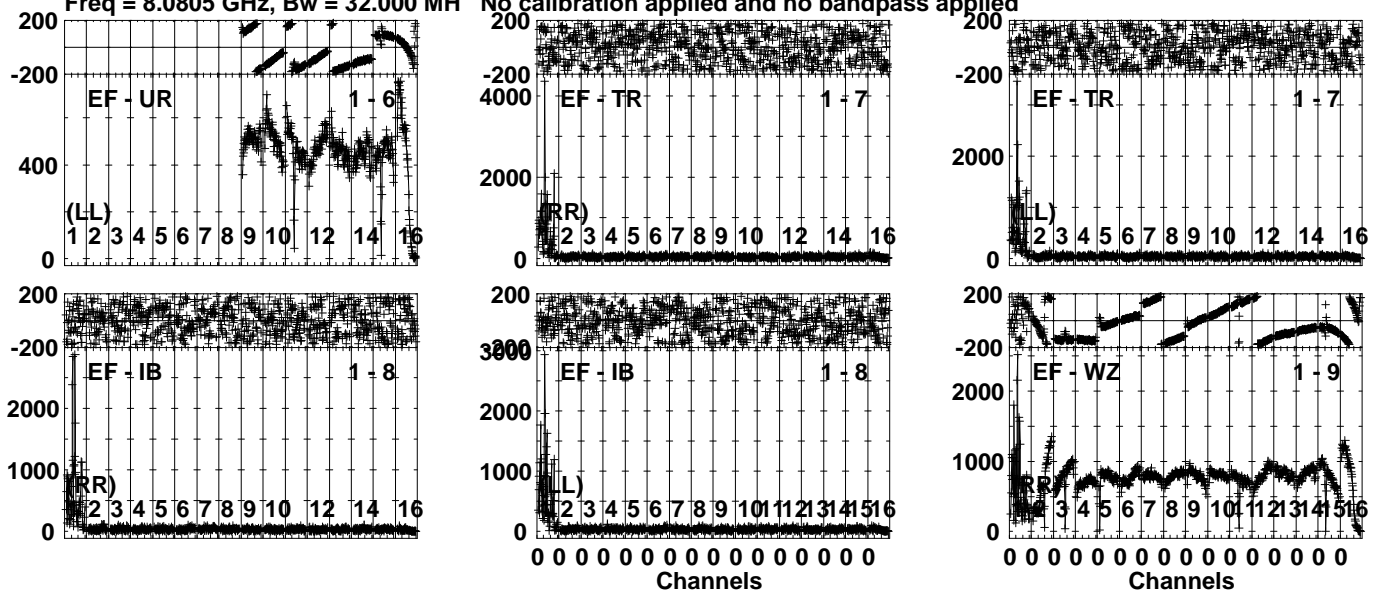 Freq = 8.0805 GHz, Bw = 32.000 MH No calibration applied and no bandpass applied
200
-200
EF - UR 1 - 6
400
(LL)
1 2 3 4 5 6 7 8 9 10 12 14 16
0
200
-200
4000
EF - TR 1 - 7
2000
(RR)
2 3 4 5 6 7 8 9 10 12 14 16
0
200
-200
EF - TR 1 - 7
2000
(LL)
2 3 4 5 6 7 8 9 10 12 14 16
0
200
-200
EF - IB 1 - 8
2000
1000
(RR)
2 3 4 5 6 7 8 9 10 12 14 16
0
200
-200
3000
EF - IB 1 - 8
2000
1000
(LL)
2 3 4 5 6 7 8 9 10 11 12 13 14 15 16
0
0 0 0 0 0 0 0 0 0 0 0 0 0 0 0 0
Channels
200
-200
EF - WZ 1 - 9
2000
1000
(RR)
2 3 4 5 6 7 8 9 10 11 12 13 14 15 16
0
0 0 0 0 0 0 0 0 0 0 0 0 0 0 0 0
Channels